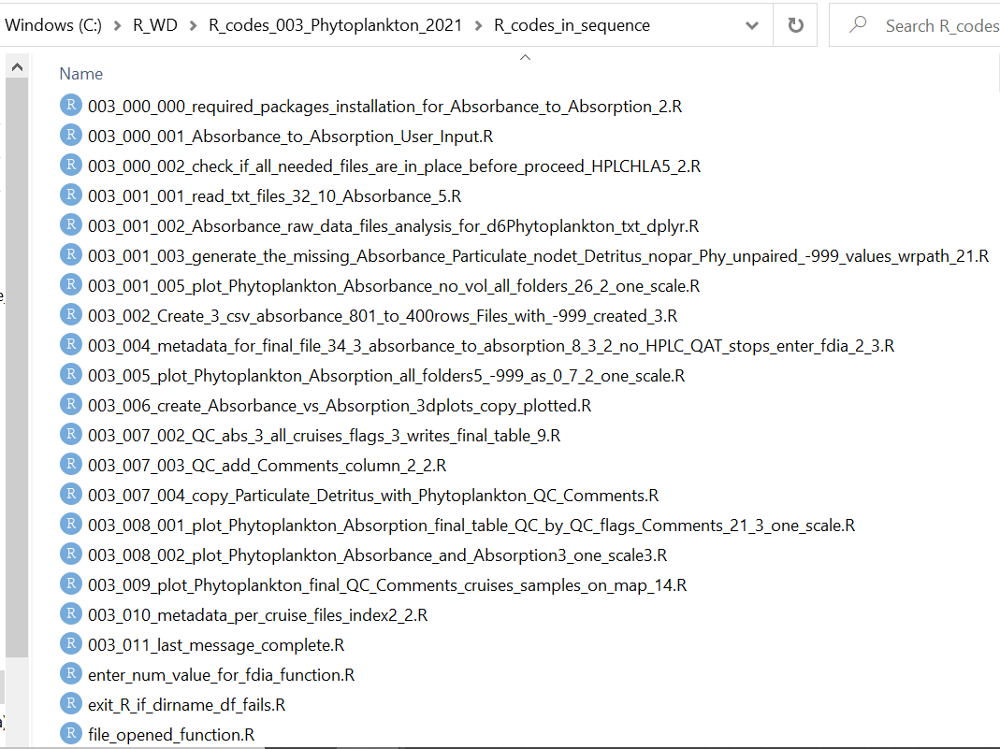 Windows (C:) > R_WD > R_codes_003_Phytoplankton_2021 > R_codes_in_sequence
Search R_codes
Name
R 003_000_000_required_packages_installation_for_Absorbance_to_Absorption_2.R
R 003_000_001_Absorbance_to_Absorption_User_Input.R
R 003_000_002_check_if_all_needed_files_are_in_place_before_proceed_HPLCHLA5_2.R
R 003_001_001_read_txt_files_32_10_Absorbance_5.R
R 003_001_002_Absorbance_raw_data_files_analysis_for_d6Phytoplankton_txt_dplyr.R
R 003_001_003_generate_the_missing_Absorbance_Particulate_nodet_Detritus_nopar_Phy_unpaired_-999_values_wrpath_21.R
R 003_001_005_plot_Phytoplankton_Absorbance_no_vol_all_folders_26_2_one_scale.R
R 003_002_Create_3_csv_absorbance_801_to_400rows_Files_with_-999_created_3.R
R 003_004_metadata_for_final_file_34_3_absorbance_to_absorption_8_3_2_no_HPLC_QAT_stops_enter_fdia_2_3.R
R 003_005_plot_Phytoplankton_Absorption_all_folders5_-999_as_0_7_2_one_scale.R
R 003_006_create_Absorbance_vs_Absorption_3dplots_copy_plotted.R
R 003_007_002_QC_abs_3_all_cruises_flags_3_writes_final_table_9.R
R 003_007_003_QC_add_Comments_column_2_2.R
R 003_007_004_copy_Particulate_Detritus_with_Phytoplankton_QC_Comments.R
R 003_008_001_plot_Phytoplankton_Absorption_final_table_QC_by_QC_flags_Comments_21_3_one_scale.R
R 003_008_002_plot_Phytoplankton_Absorbance_and_Absorption3_one_scale3.R
R 003_009_plot_Phytoplankton_final_QC_Comments_cruises_samples_on_map_14.R
R 003_010_metadata_per_cruise_files_index2_2.R
R 003_011_last_message_complete.R
R enter_num_value_for_fdia_function.R
R exit_R_if_dirname_df_fails.R
R file_opened_function.R